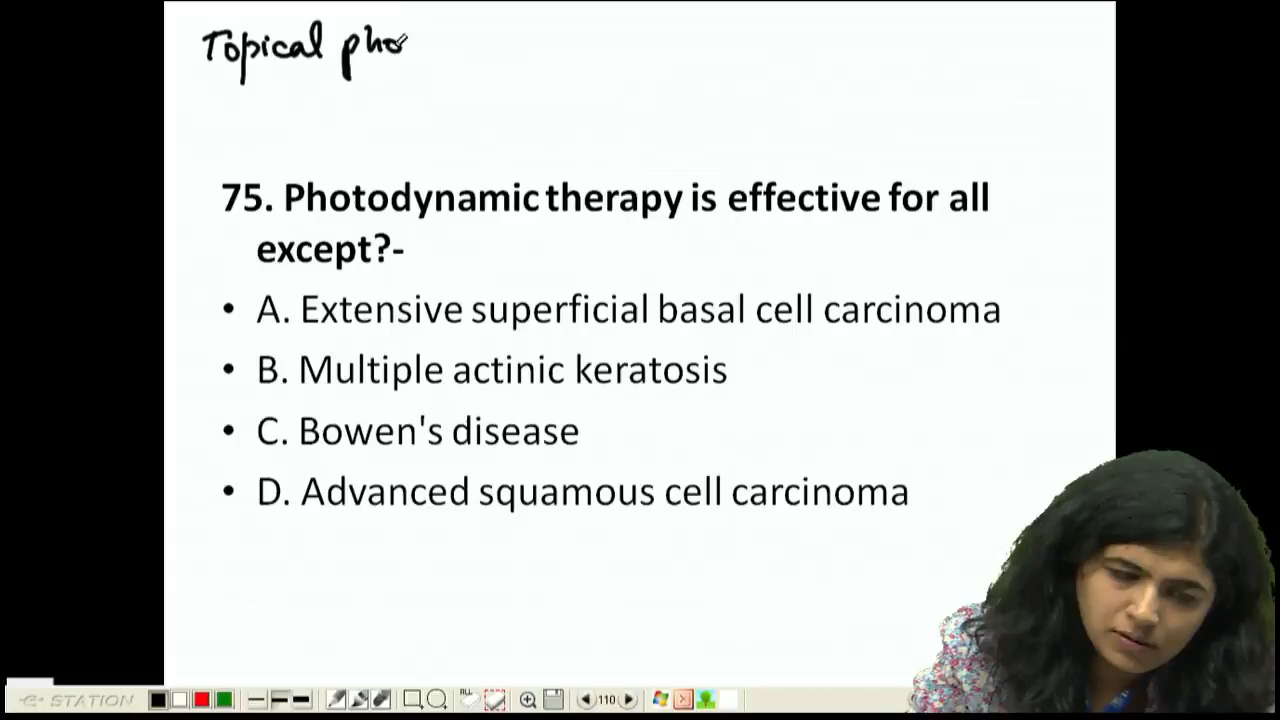 Topical pho
75. Photodynamic therapy is effective for all
except?-
• A. Extensive superficial basal cell carcinoma
• B. Multiple actinic keratosis
• C. Bowen's disease
• D. Advanced squamous cell carcinoma
e-STATION
ALL
110